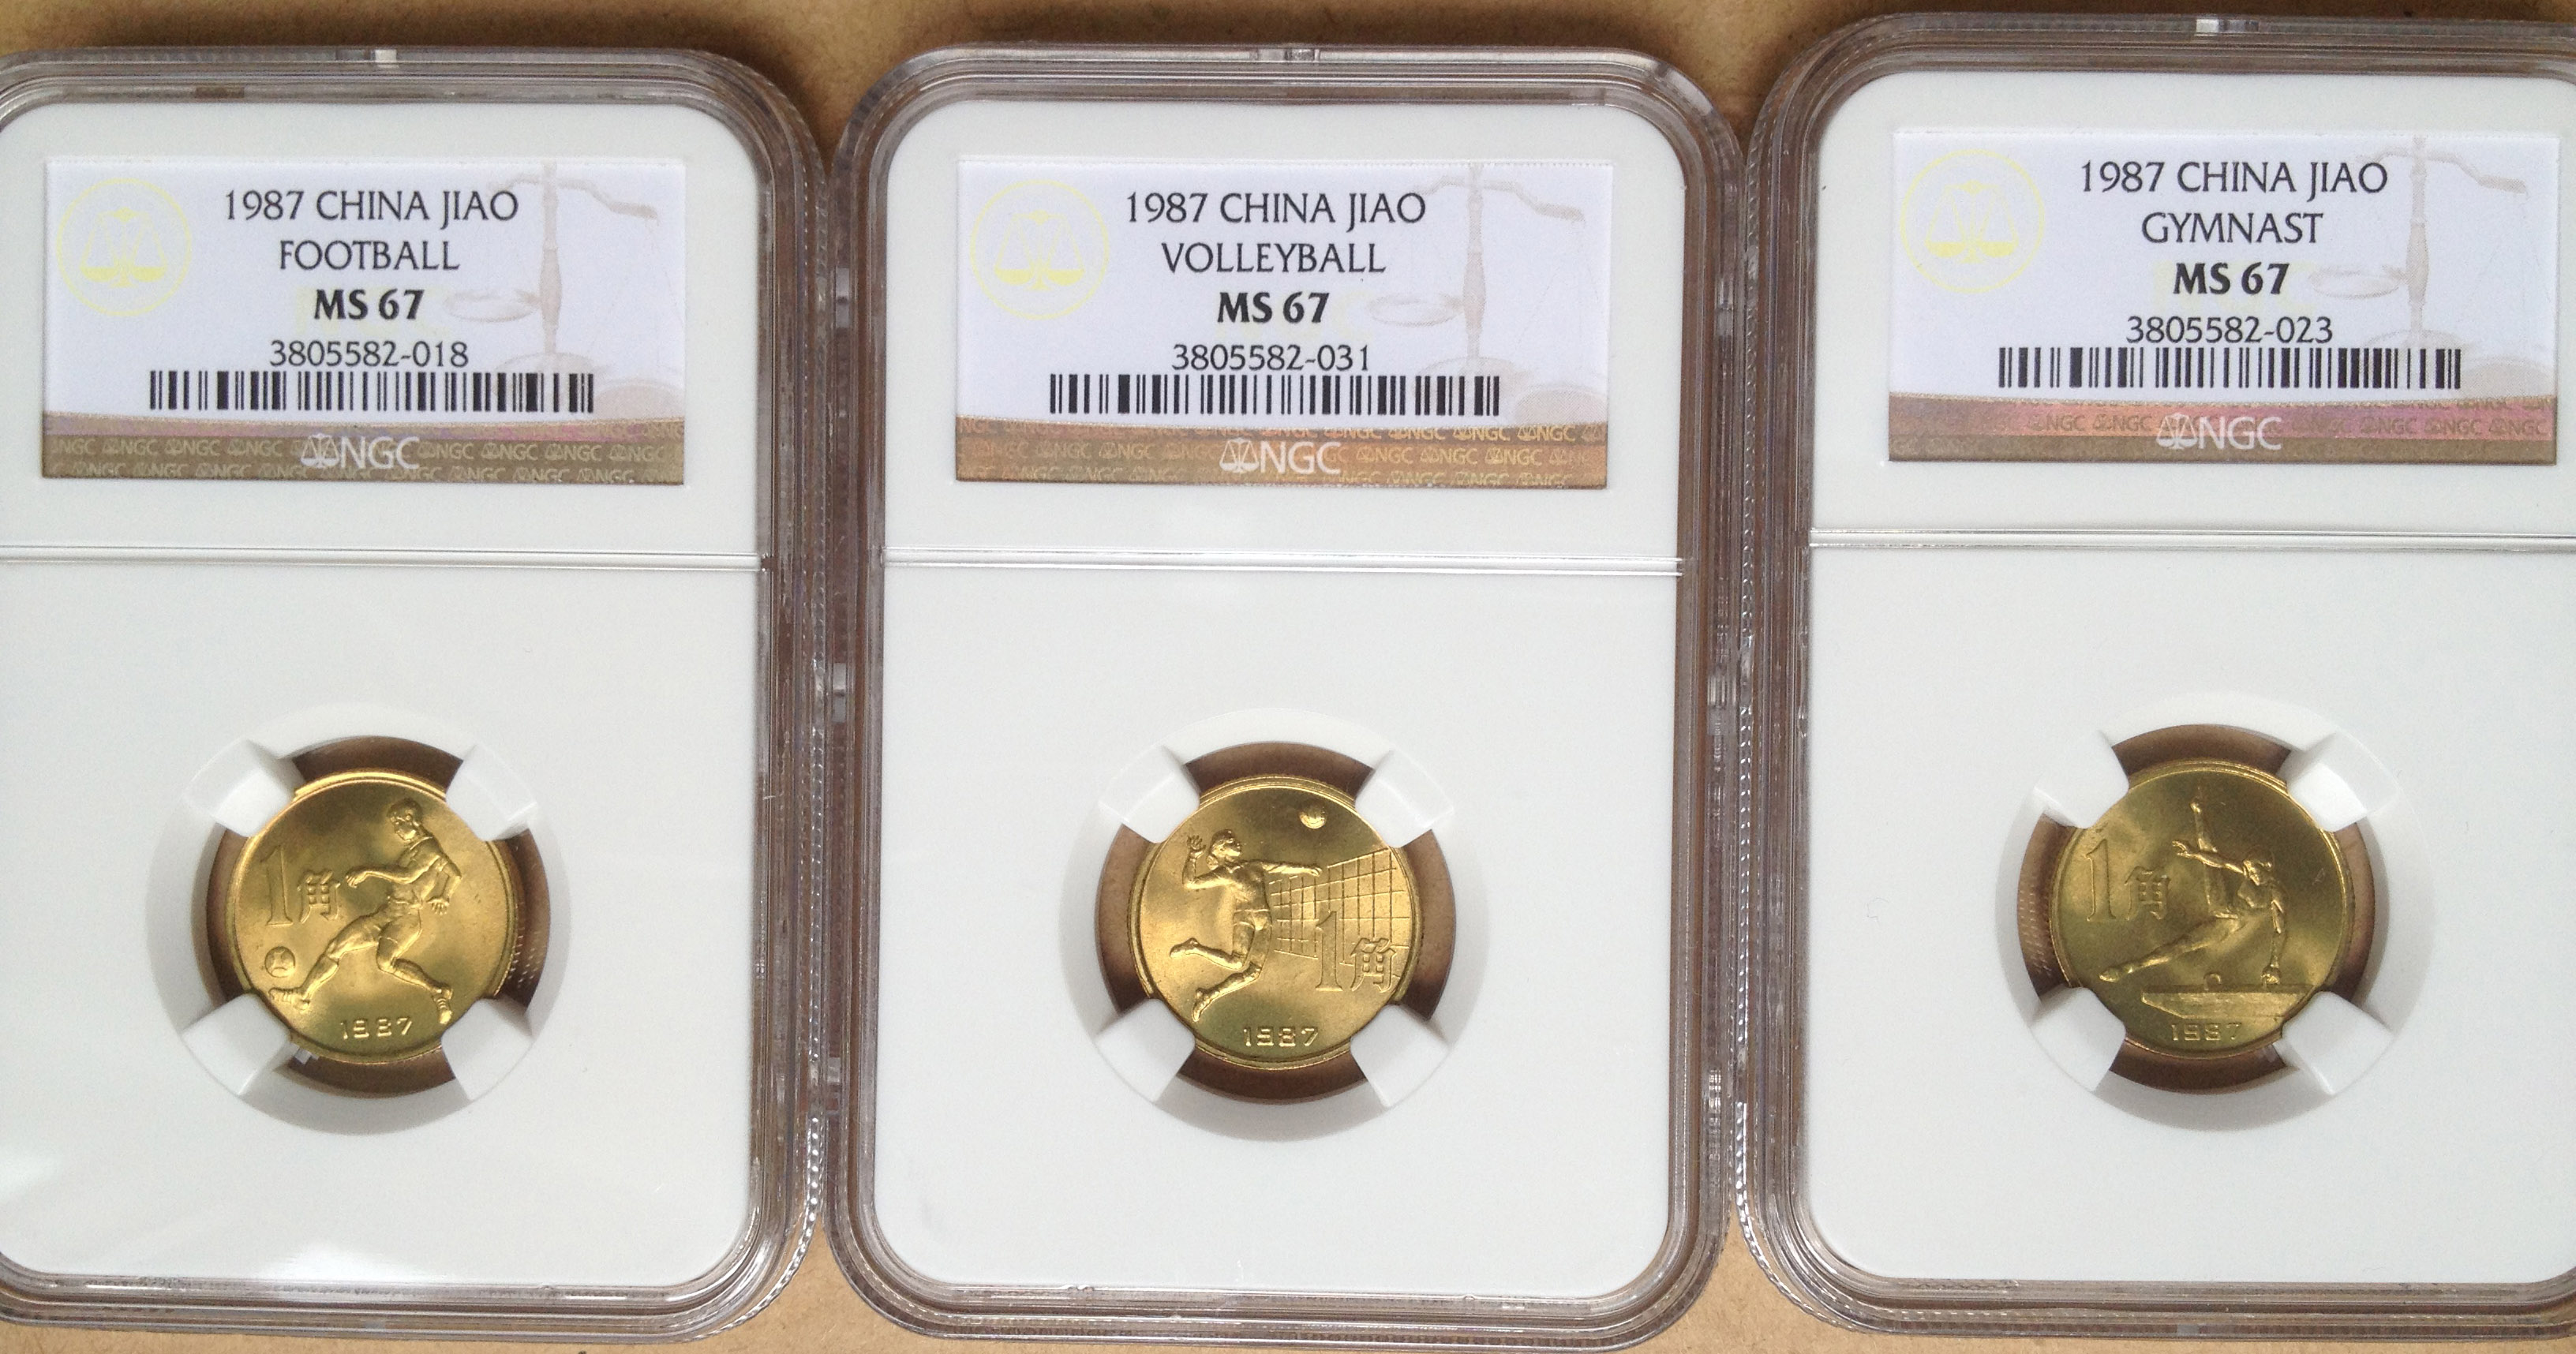 1987 CHINA JIAO
FOOTBALL
MS 67
3805582-018
NGC
1角
1987
1987 CHINA JIAO
VOLLEYBALL
MS 67
3805582-031
NGC
1角
1987
1987 CHINA JIAO
GYMNAST
MS 67
3805582-023
NGC
1角
1987